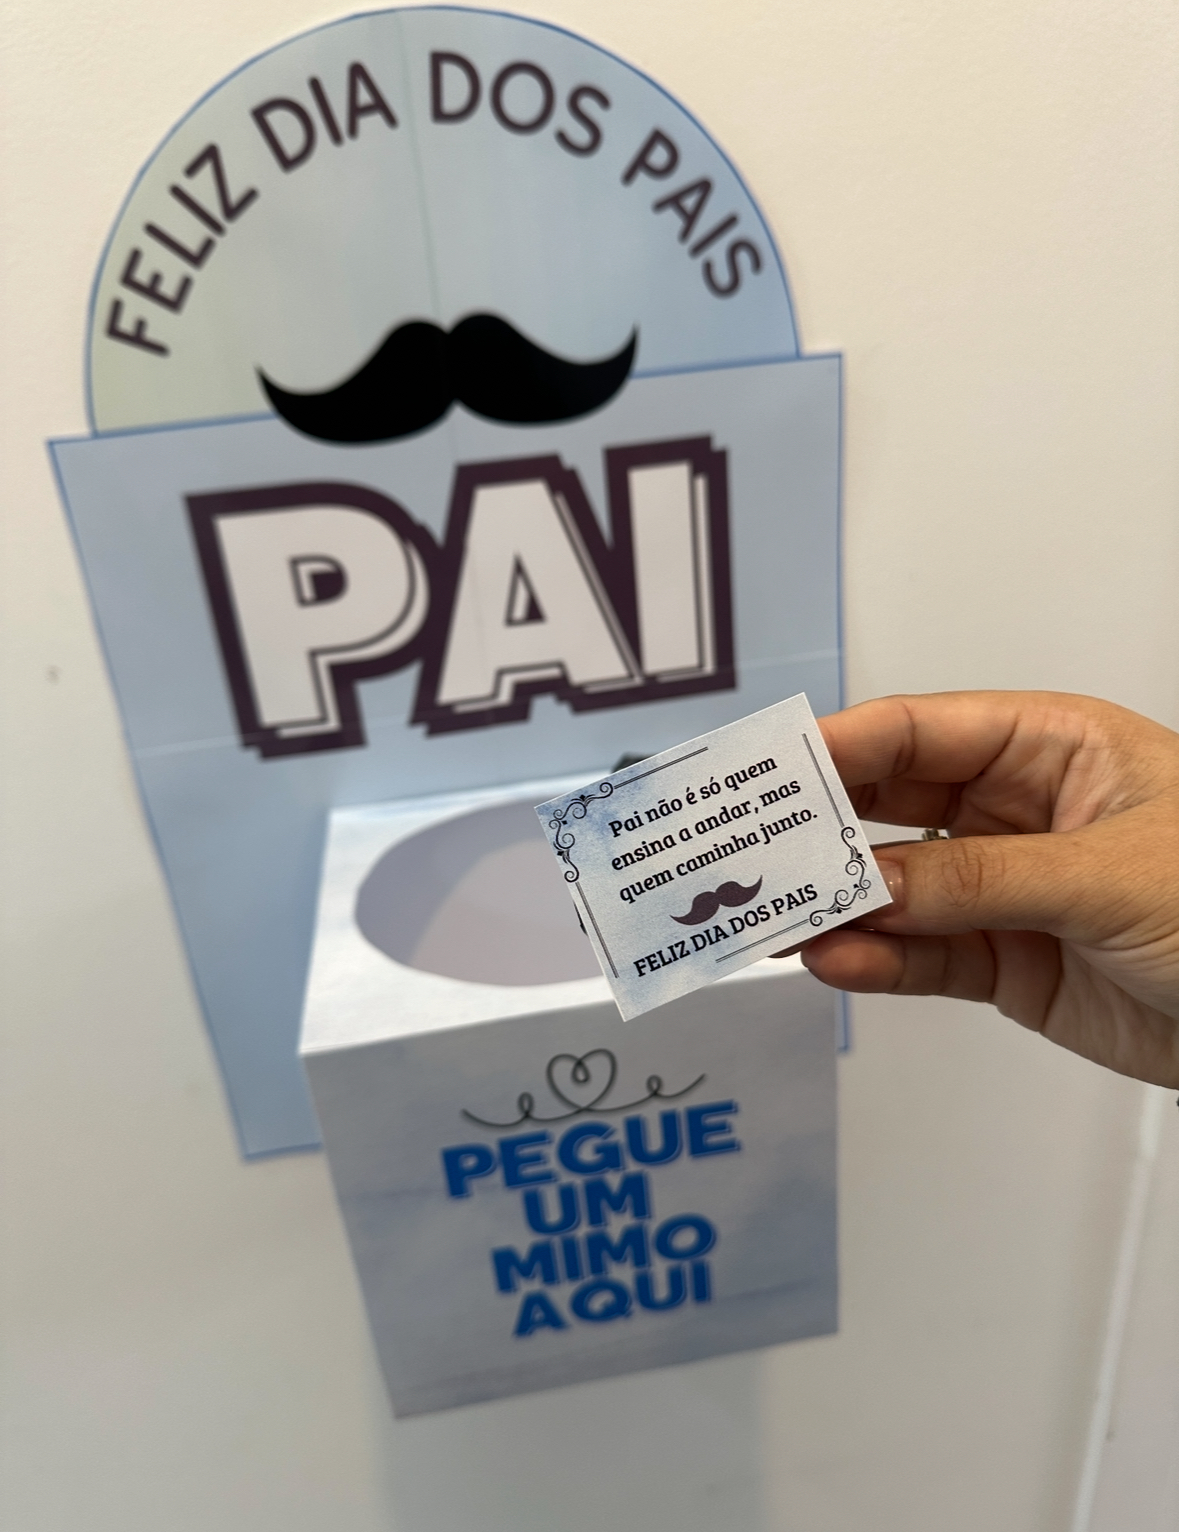 FELIZ DIA DOS PAIS
PAI
Pai não é só quem
ensina a andar, mas
quem caminha junto.
FELIZ DIA DOS PAIS
PEGUE
UM
MIMO
AQUI